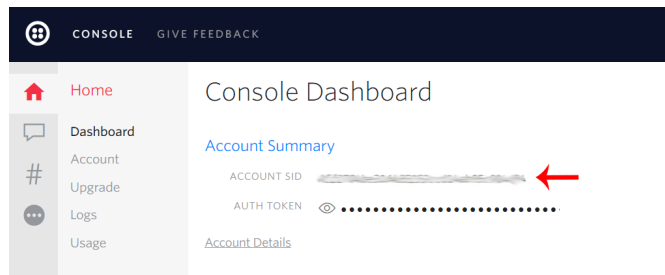 CONSOLE GIVE FEEDBACK
Home
Dashboard
Account
Upgrade
Logs
Usage
Console Dashboard
Account Summary
ACCOUNT SID
AUTH TOKEN ••••••••••••••••••••••••••
Account Details